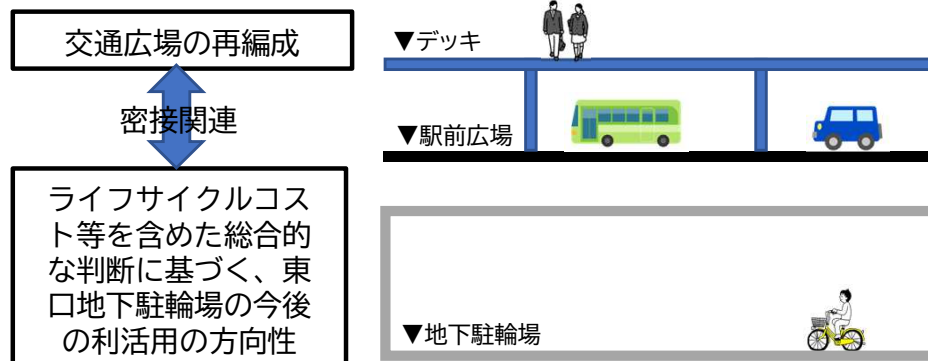 交通広場の再編成
密接関連
ライフサイクルコス
ト等を含めた総合的
な判断に基づく、東
口地下駐輪場の今後
の利活用の方向性
▼デッキ
▼駅前広場
▼地下駐輪場